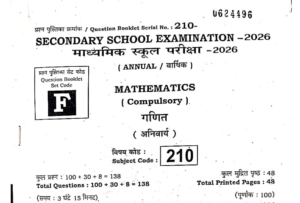 0624496
प्रश्न पुस्तिका क्रमांक / Question Booklet Serial No. : 210-
SECONDARY SCHOOL EXAMINATION -2026
माध्यमिक स्कूल परीक्षा -2026
( ANNUAL / वार्षिक )
प्रश्न पुस्तिका सेट कोड
Question Booklet
Set Code
F
MATHEMATICS
( Compulsory )
गणित
( अनिवार्य )
विषय कोड :
Subject Code :
210
कुल प्रश्न : 100 + 30 + 8 = 138
Total Questions : 100 + 30 + 8 = 138
(समय : 3 घंटे 15 मिनट)
कुल मुद्रित पृष्ठ : 48
Total Printed Pages : 48
(पूर्णांक : 100)